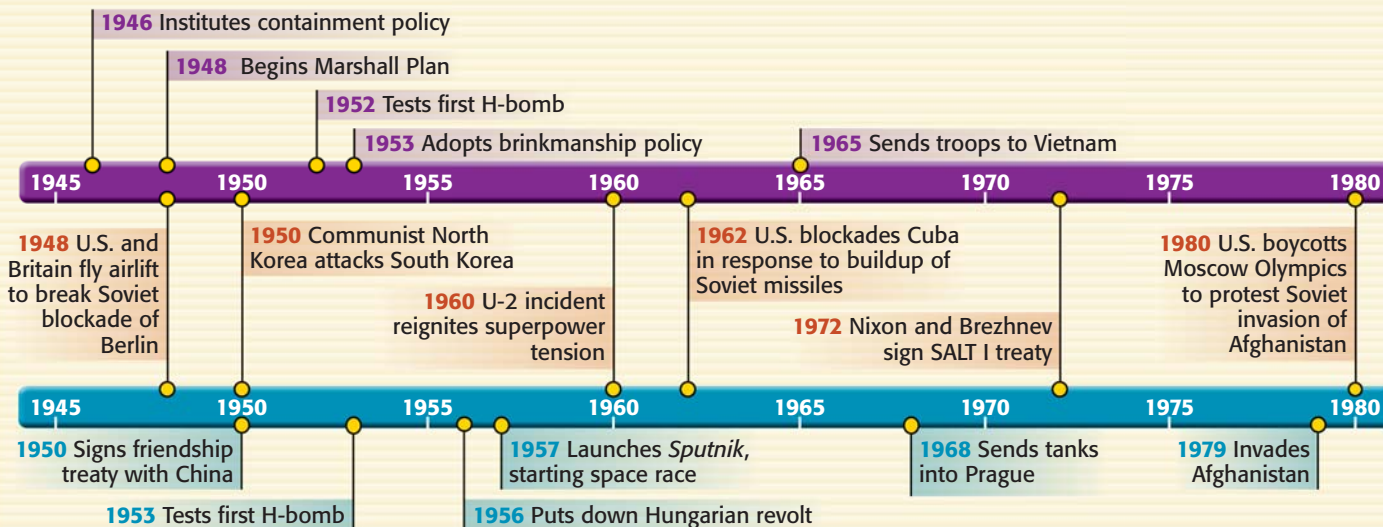 1946 Institutes containment policy
1948 Begins Marshall Plan
1952 Tests first H-bomb
1953 Adopts brinkmanship policy
1965 Sends troops to Vietnam
1945 1950 1955 1960 1965 1970 1975 1980
1948 U.S. and
Britain fly airlift
to break Soviet
blockade of
Berlin
1950 Communist North
Korea attacks South Korea
1960 U-2 incident
reignites superpower
tension
1962 U.S. blockades Cuba
in response to buildup of
Soviet missiles
1972 Nixon and Brezhnev
sign SALT I treaty
1980 U.S. boycotts
Moscow Olympics
to protest Soviet
invasion of
Afghanistan
1945 1950 1955 1960 1965 1970 1975 1980
1950 Signs friendship
treaty with China
1953 Tests first H-bomb
1956 Puts down Hungarian revolt
1957 Launches Sputnik,
starting space race
1968 Sends tanks
into Prague
1979 Invades
Afghanistan